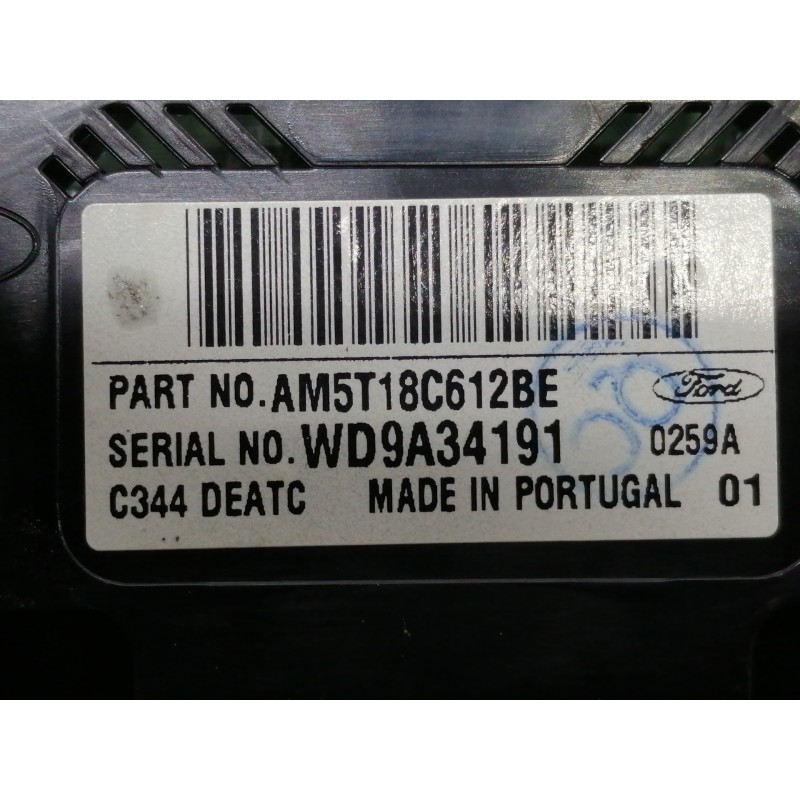 PART NO. AM5T18C612BE Ford
SERIAL NO. WD9A34191 0259A
C344 DEATC MADE IN PORTUGAL 01